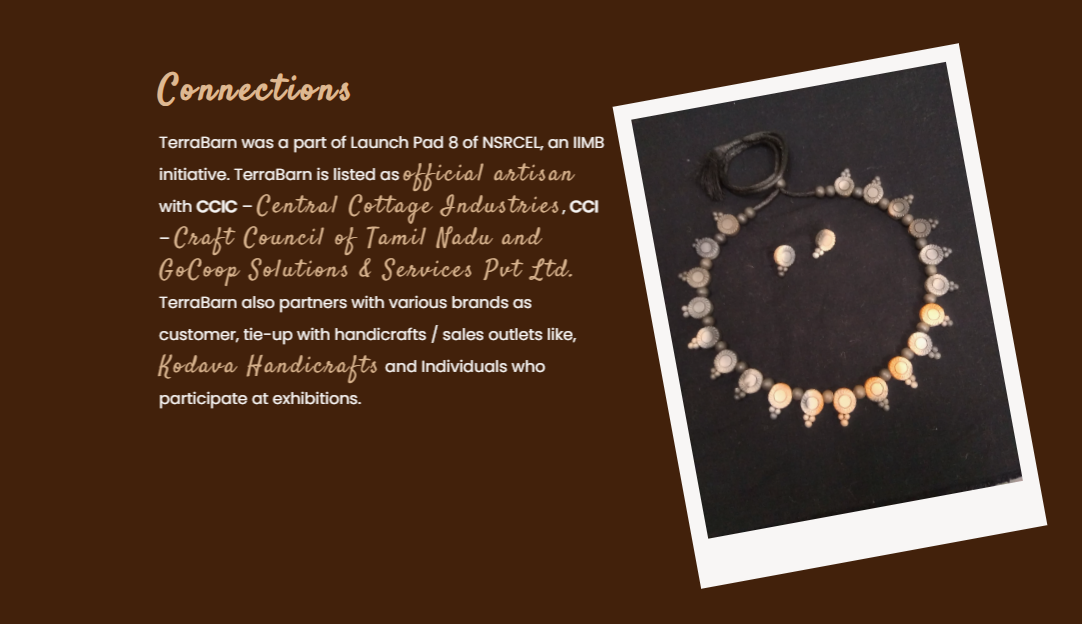 Connections
TerraBarn was a part of Launch Pad 8 of NSRCEL, an IIMB
initiative. TerraBarn is listed as official artisan
with CCIC – Central Cottage Industries, CCI
– Craft Council of Tamil Nadu and
GoCoop Solutions & Services Pvt Ltd.
TerraBarn also partners with various brands as
customer, tie-up with handicrafts / sales outlets like,
Kodava Handicrafts and Individuals who
participate at exhibitions.